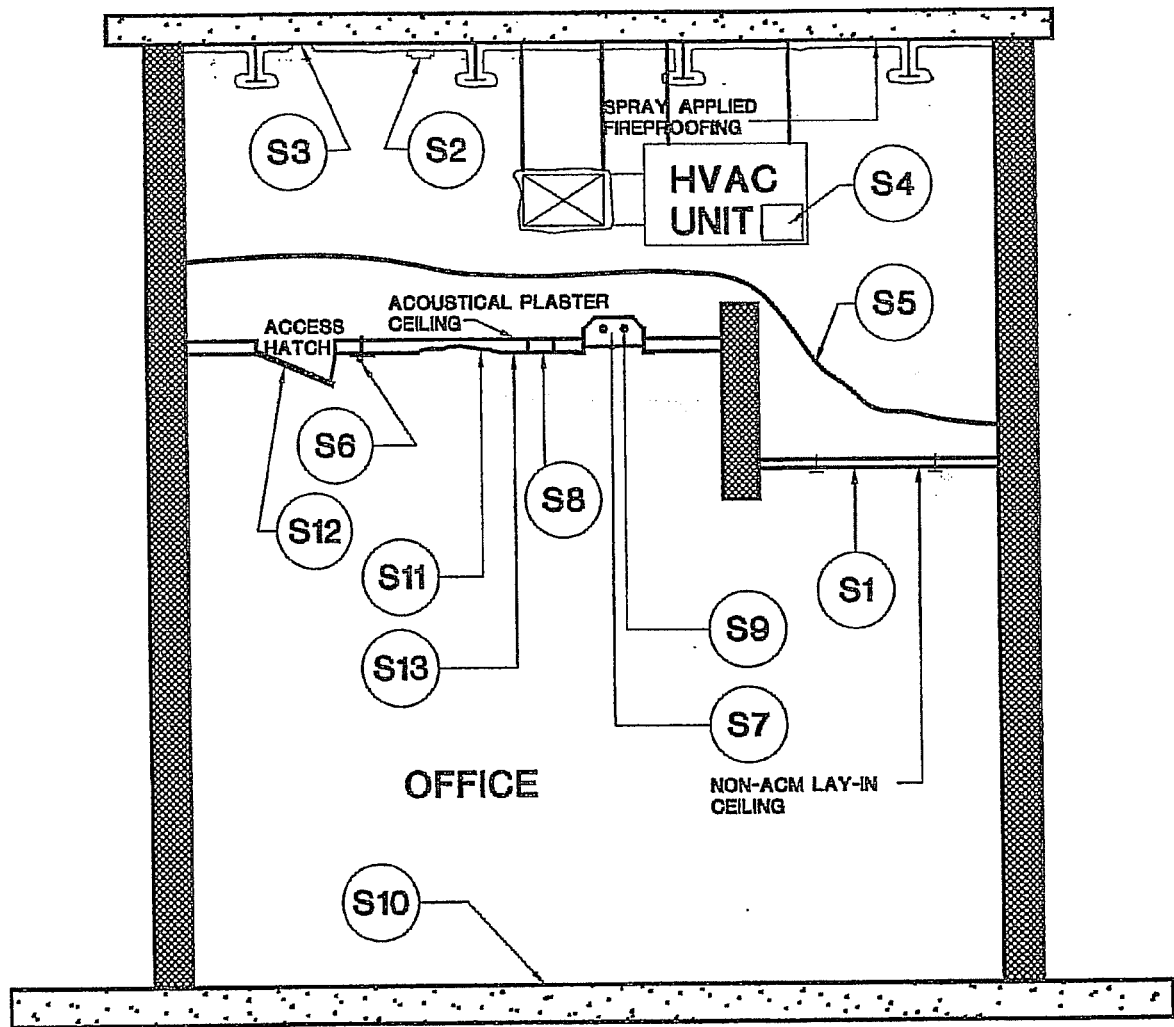 SPRAY APPLIED
FIREPROOFING
S3
S2
HVAC
UNIT
S4
S5
ACOUSTICAL PLASTER
CEILING
ACCESS
HATCH
S6
S8
S12
S11
S1
S9
S13
S7
OFFICE
NON-ACM LAY-IN
CEILING
S10